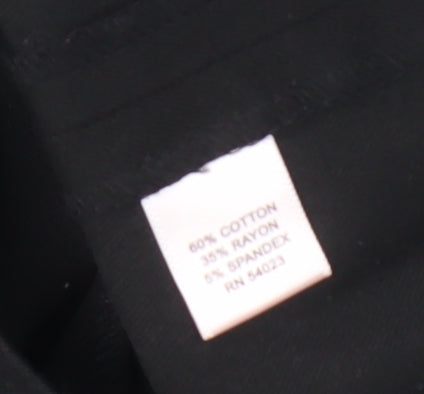 60% COTTON
35% RAYON
5% SPANDEX
RN 54023